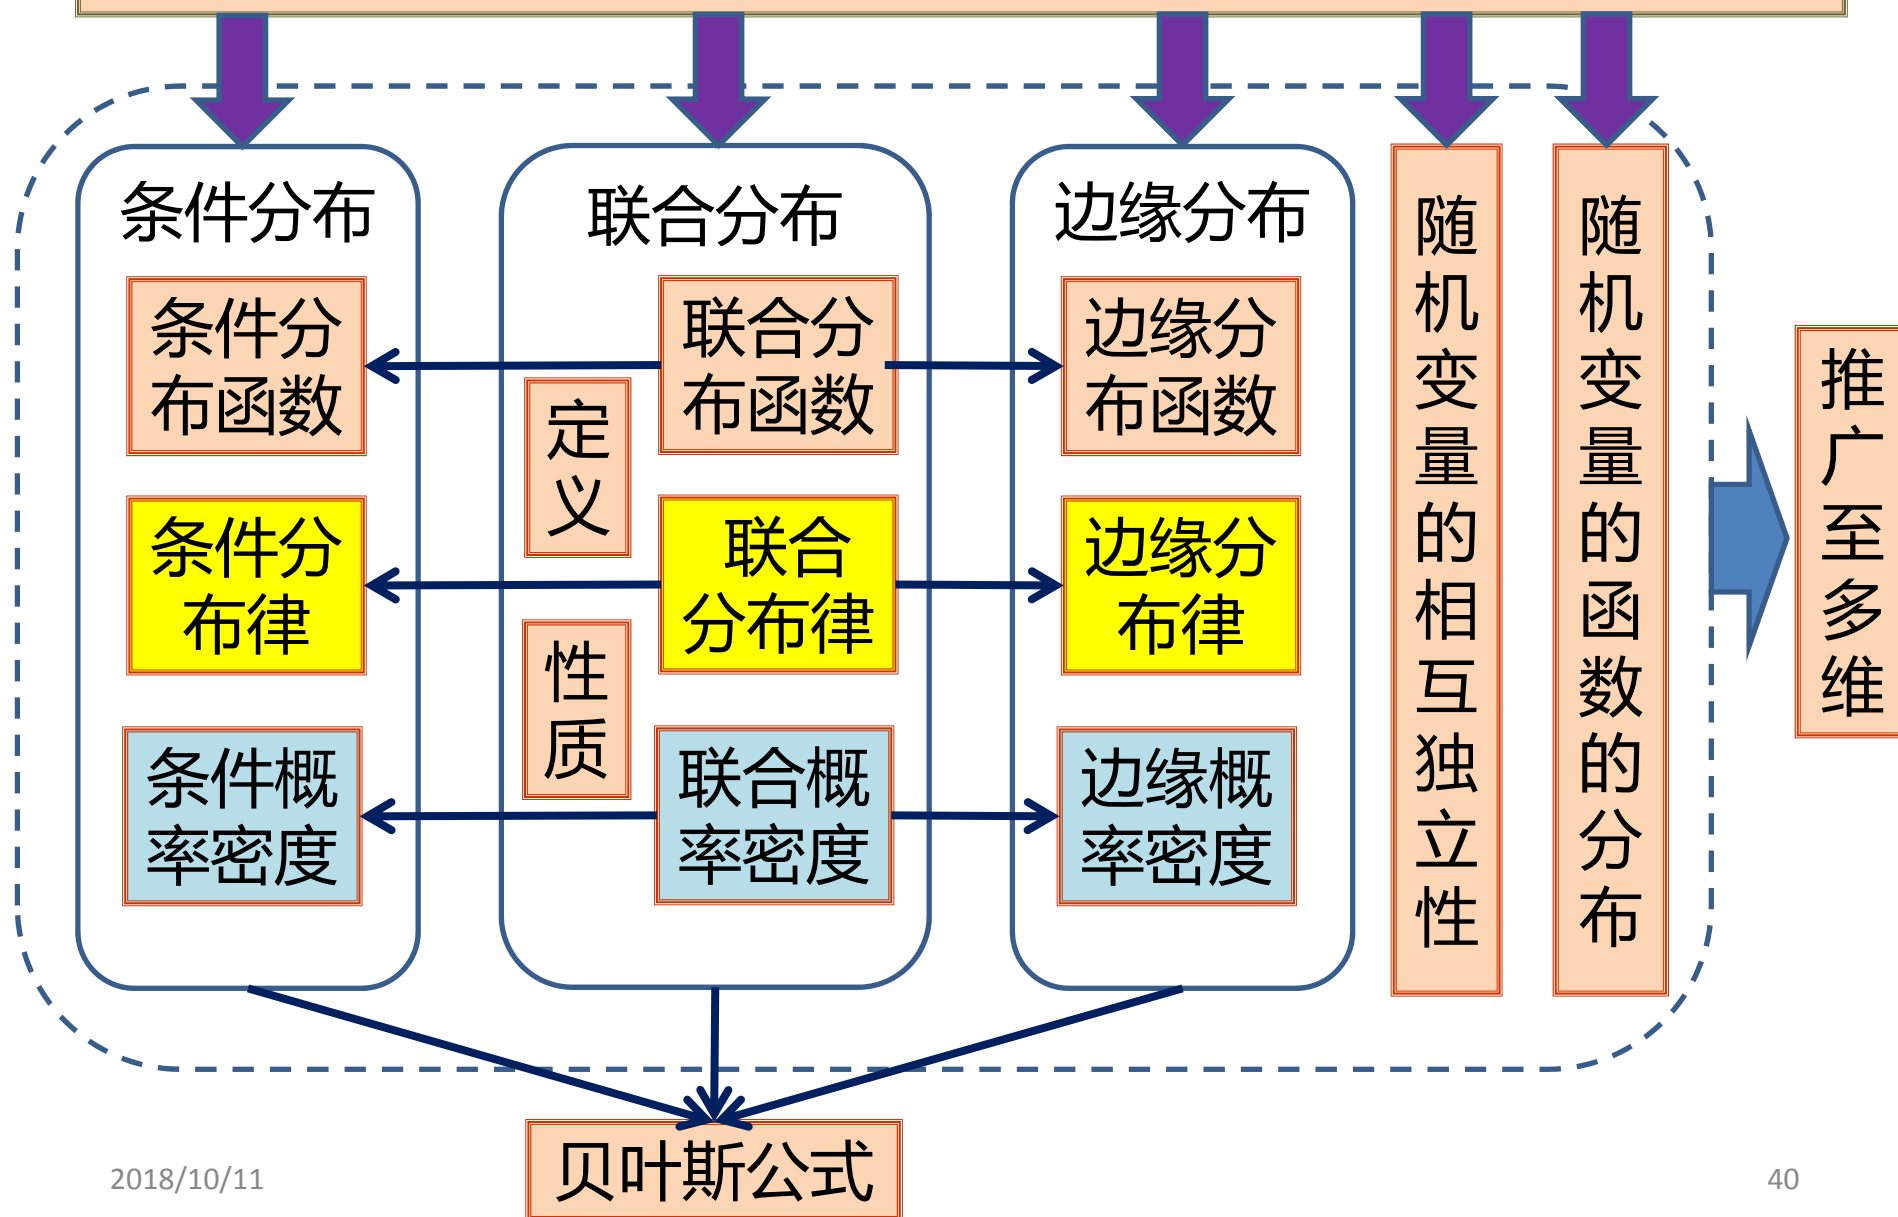 条件分布
联合分布
边缘分布
条件分
布函数
联合分
布函数
边缘分
布函数
定
义
条件分
布律
联合
分布律
边缘分
布律
性
质
条件概
率密度
联合概
率密度
边缘概
率密度
随
机
变
量
的
相
互
独
立
性
随
机
变
量
的
函
数
的
分
布
推
广
至
多
维
贝叶斯公式
2018/10/11
40